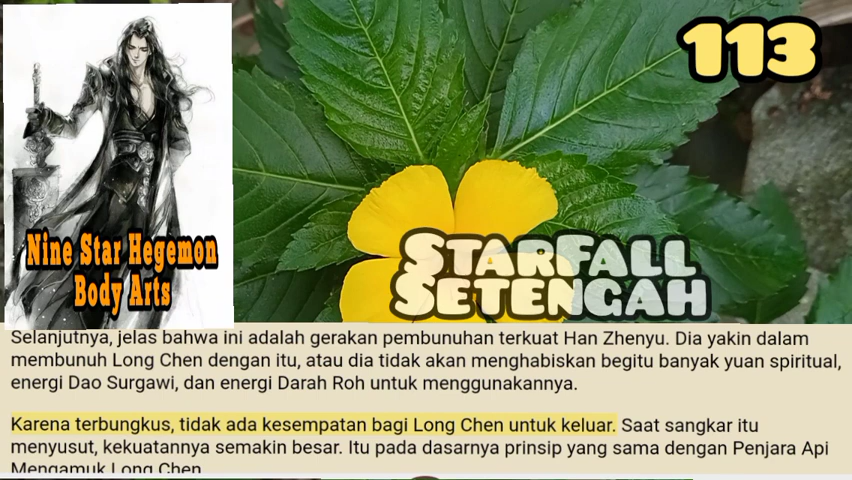 113
Nine Star Hegemon
Body Arts
StarFall
Setengah
Selanjutnya, jelas bahwa ini adalah gerakan pembunuhan terkuat Han Zhenyu. Dia yakin dalam
membunuh Long Chen dengan itu, atau dia tidak akan menghabiskan begitu banyak yuan spiritual,
energi Dao Surgawi, dan energi Darah Roh untuk menggunakannya.
Karena terbungkus, tidak ada kesempatan bagi Long Chen untuk keluar. Saat sangkar itu
menyusut, kekuatannya semakin besar. Itu pada dasarnya prinsip yang sama dengan Penjara Api
Mengamuk Long Chen